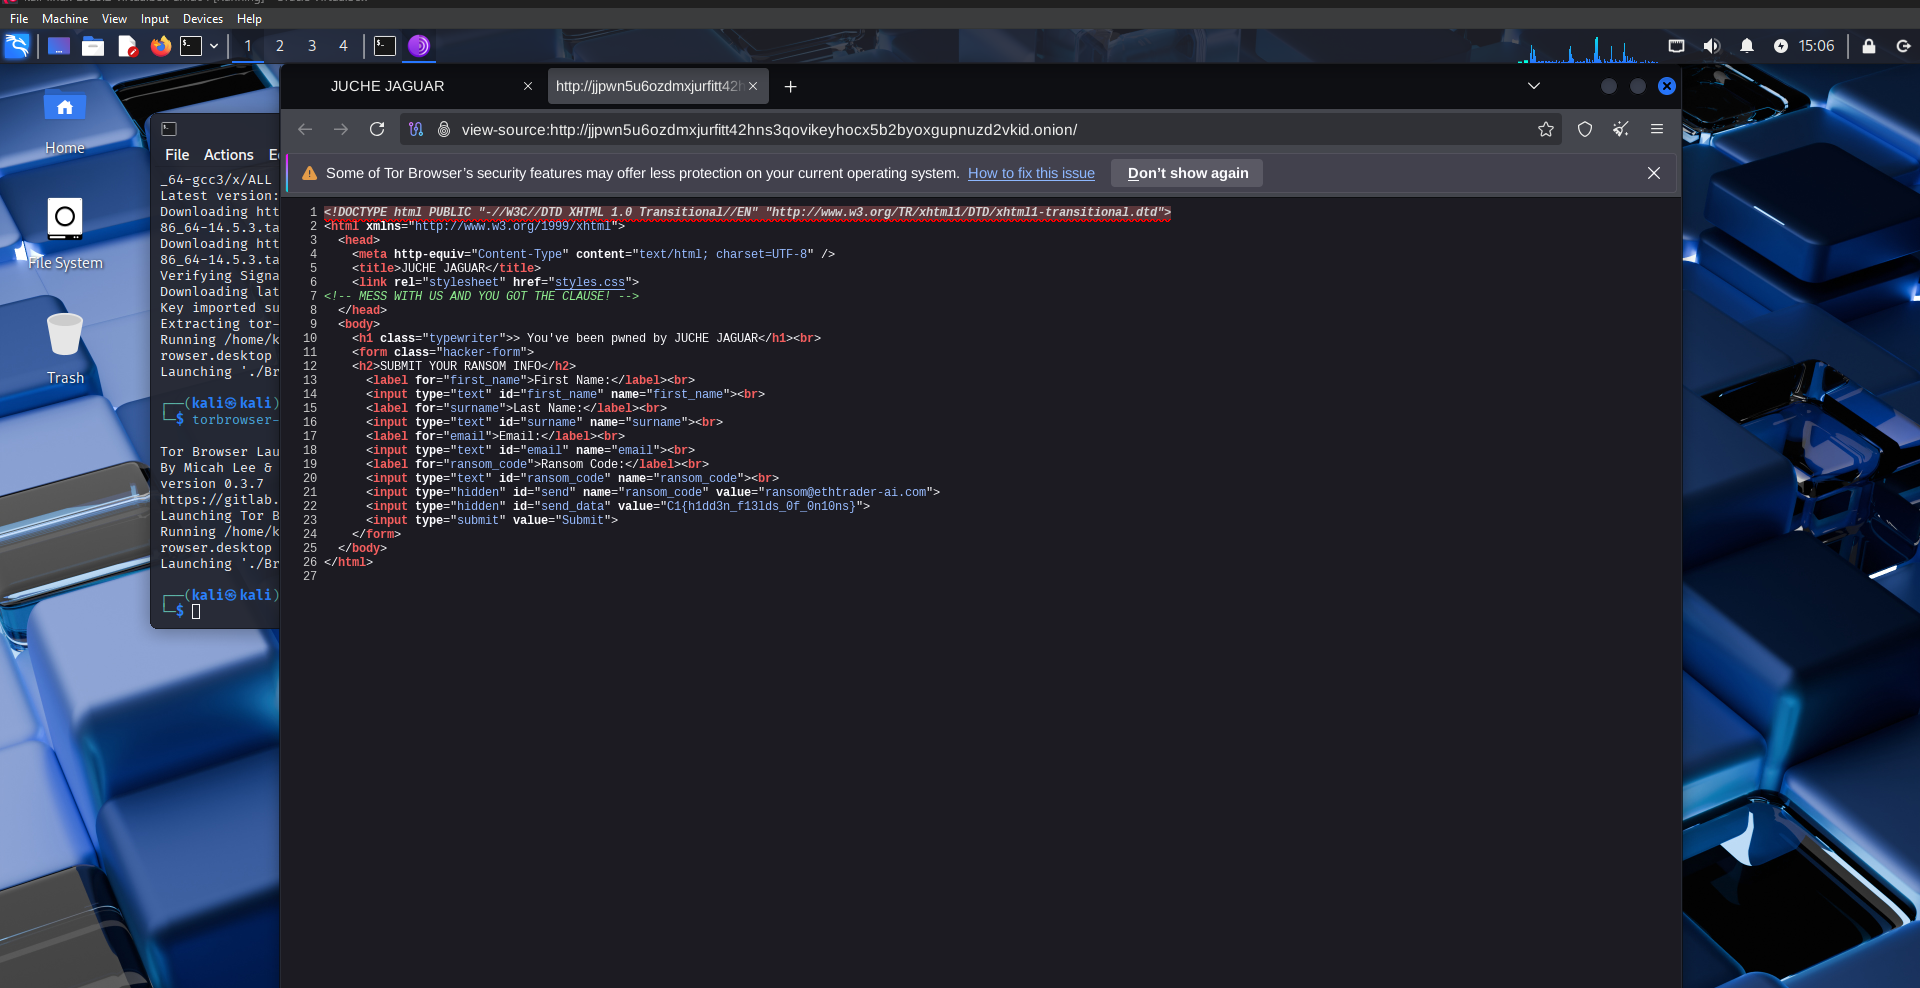 File Machine View Input Devices Help
1 2 3 4
15:06
Home
File System
Trash
File Actions
_64-gcc3/x/ALL
Latest version:
Downloading htt
86_64-14.5.3.ta
Downloading htt
86_64-14.5.3.ta
Verifying Signa
Downloading lat
Key imported su
Extracting tor-
Running /home/k
rowser.desktop
Launching './Br
(kali㉿kali)
$ torbrowser-
Tor Browser Lau
By Micah Lee &
version 0.3.7
https://gitlab.
Launching Tor B
Running /home/k
rowser.desktop
Launching './Br
(kali㉿kali)
$
JUCHE JAGUAR
http://jjpwn5u6ozdmxjurfitt42h
view-source:http://jjpwn5u6ozdmxjurfitt42hns3qovikeyhocx5b2byoxgupnuzd2vkid.onion/
Some of Tor Browser’s security features may offer less protection on your current operating system. How to fix this issue Don’t show again
1 <!DOCTYPE html PUBLIC "-//W3C//DTD XHTML 1.0 Transitional//EN" "http://www.w3.org/TR/xhtml1/DTD/xhtml1-transitional.dtd">
2 <html xmlns="http://www.w3.org/1999/xhtml">
3 <head>
4 <meta http-equiv="Content-Type" content="text/html; charset=UTF-8" />
5 <title>JUCHE JAGUAR</title>
6 <link rel="stylesheet" href="styles.css">
7 <!-- MESS WITH US AND YOU GOT THE CLAUSE! -->
8 </head>
9 <body>
10 <h1 class="typewriter">> You've been pwned by JUCHE JAGUAR</h1><br>
11 <form class="hacker-form">
12 <h2>SUBMIT YOUR RANSOM INFO</h2>
13 <label for="first_name">First Name:</label><br>
14 <input type="text" id="first_name" name="first_name"><br>
15 <label for="surname">Last Name:</label><br>
16 <input type="text" id="surname" name="surname"><br>
17 <label for="email">Email:</label><br>
18 <input type="text" id="email" name="email"><br>
19 <label for="ransom_code">Ransom Code:</label><br>
20 <input type="text" id="ransom_code" name="ransom_code"><br>
21 <input type="hidden" id="send" name="ransom_code" value="ransom@ethtrader-ai.com">
22 <input type="hidden" id="send_data" value="C1{h1dd3n_f13lds_0f_0n10ns}">
23 <input type="submit" value="Submit">
24 </form>
25 </body>
26 </html>
27